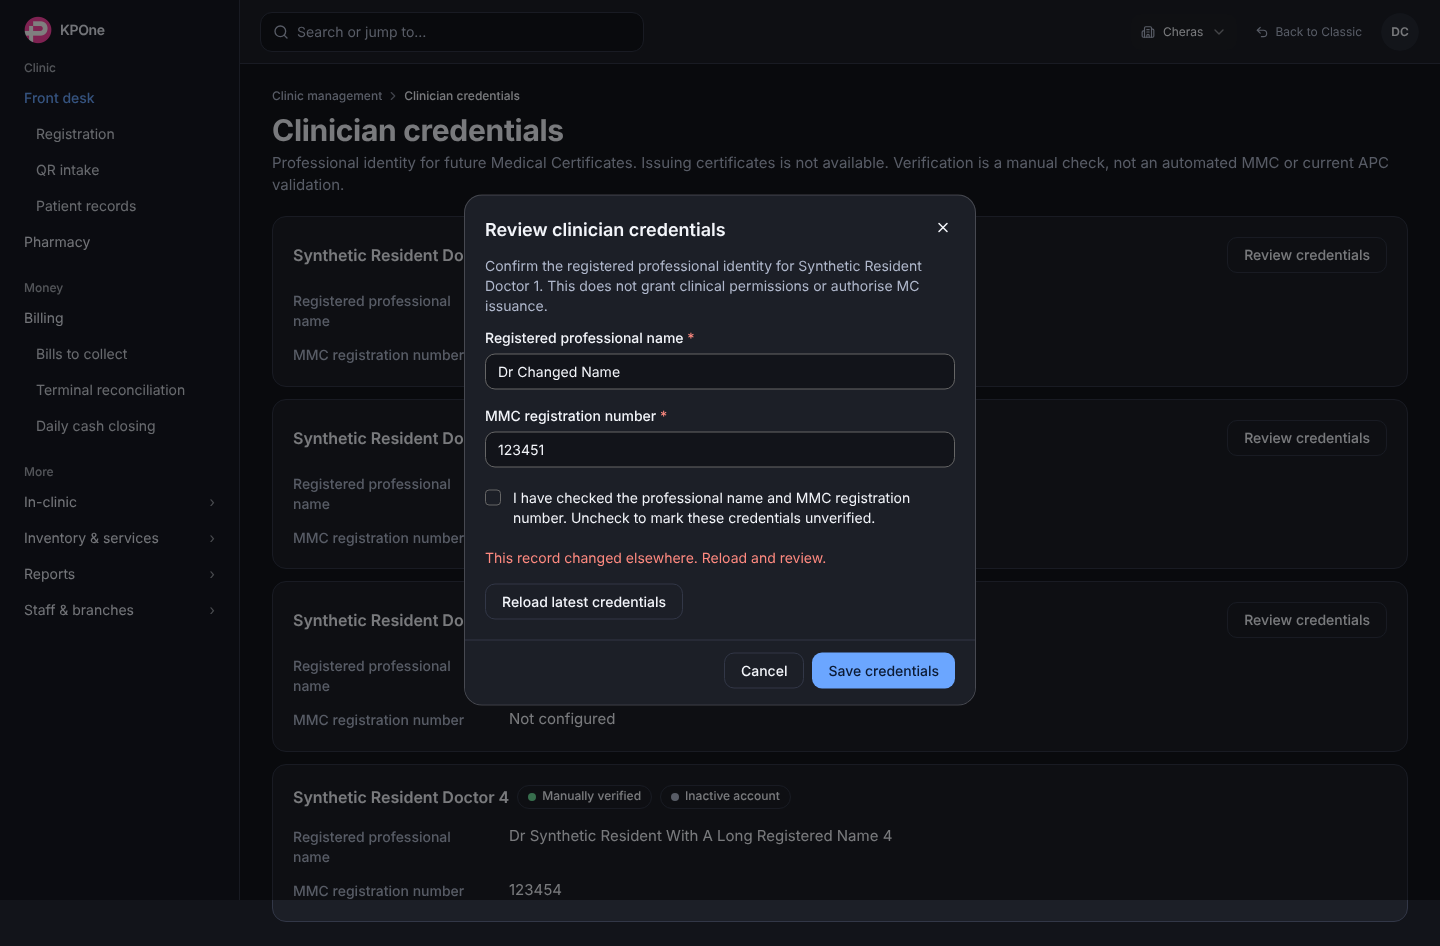 KPOne
Search or jump to...
Cheras
Back to Classic
DC
Clinic
Front desk
Registration
QR intake
Patient records
Pharmacy
Money
Billing
Bills to collect
Terminal reconciliation
Daily cash closing
More
In-clinic
Inventory & services
Reports
Staff & branches
Clinic management > Clinician credentials
Clinician credentials
Professional identity for future Medical Certificates. Issuing certificates is not available. Verification is a manual check, not an automated MMC or current APC
validation.
Synthetic Resident Do
Review credentials
Registered professional
name
MMC registration number
Synthetic Resident Do
Review credentials
Registered professional
name
MMC registration number
Synthetic Resident Do
Review credentials
Registered professional
name
MMC registration number
Not configured
Synthetic Resident Doctor 4
Manually verified
Inactive account
Registered professional
name
Dr Synthetic Resident With A Long Registered Name 4
MMC registration number
123454
Review clinician credentials
Confirm the registered professional identity for Synthetic Resident
Doctor 1. This does not grant clinical permissions or authorise MC
issuance.
Registered professional name *
Dr Changed Name
MMC registration number *
123451
I have checked the professional name and MMC registration
number. Uncheck to mark these credentials unverified.
This record changed elsewhere. Reload and review.
Reload latest credentials
Cancel
Save credentials